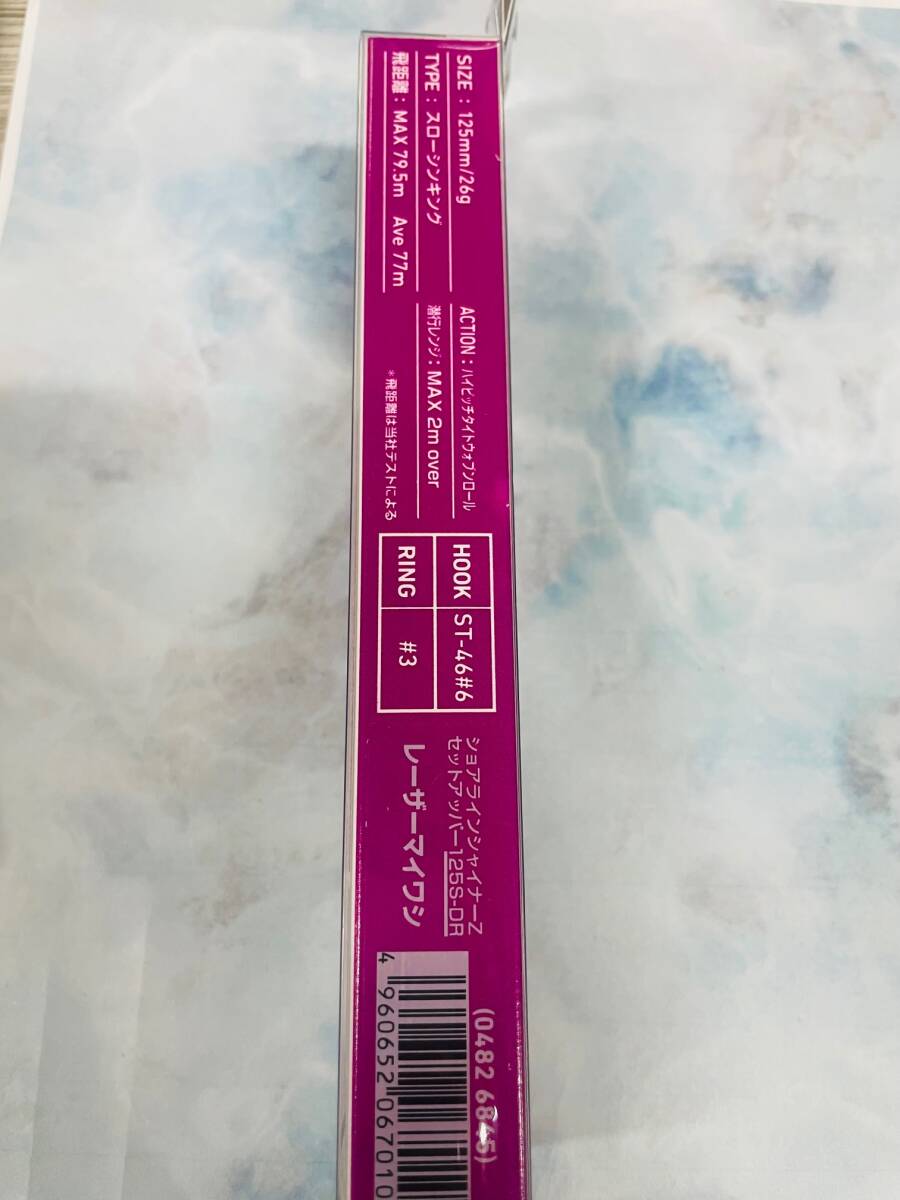 SIZE : 125mm/26g
TYPE : スローシンキング
飛距離 : MAX 79.5m Ave 77m
ACTION : ハイピッチタイトウォブンロール
潜行レンジ : MAX 2m over
*飛距離は当社テストによる
HOOK ST-46#6
RING #3
ショアラインシャイナーZ
セットアッパー125S-DR
レーザーマイワシ
(0482 6845)
4 960652 067010